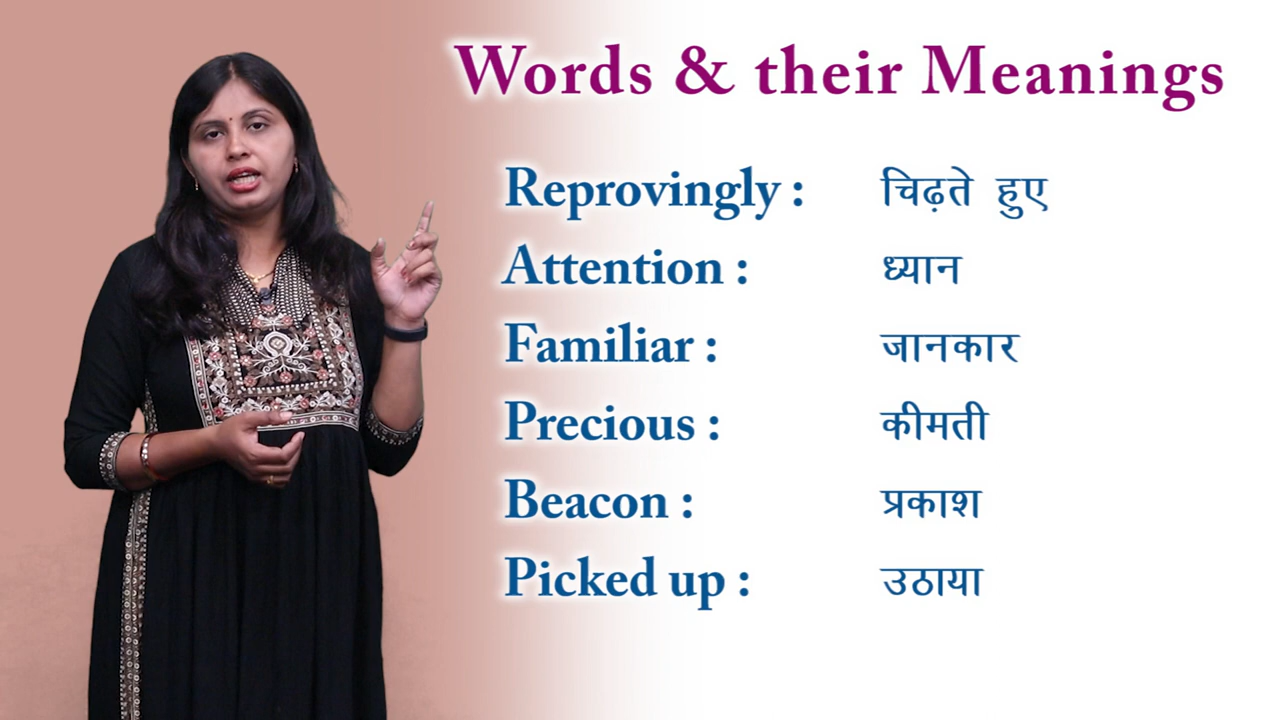 Words & their Meanings
Reprovingly : चिढ़ते हुए
Attention : ध्यान
Familiar : जानकार
Precious : कीमती
Beacon : प्रकाश
Picked up : उठाया